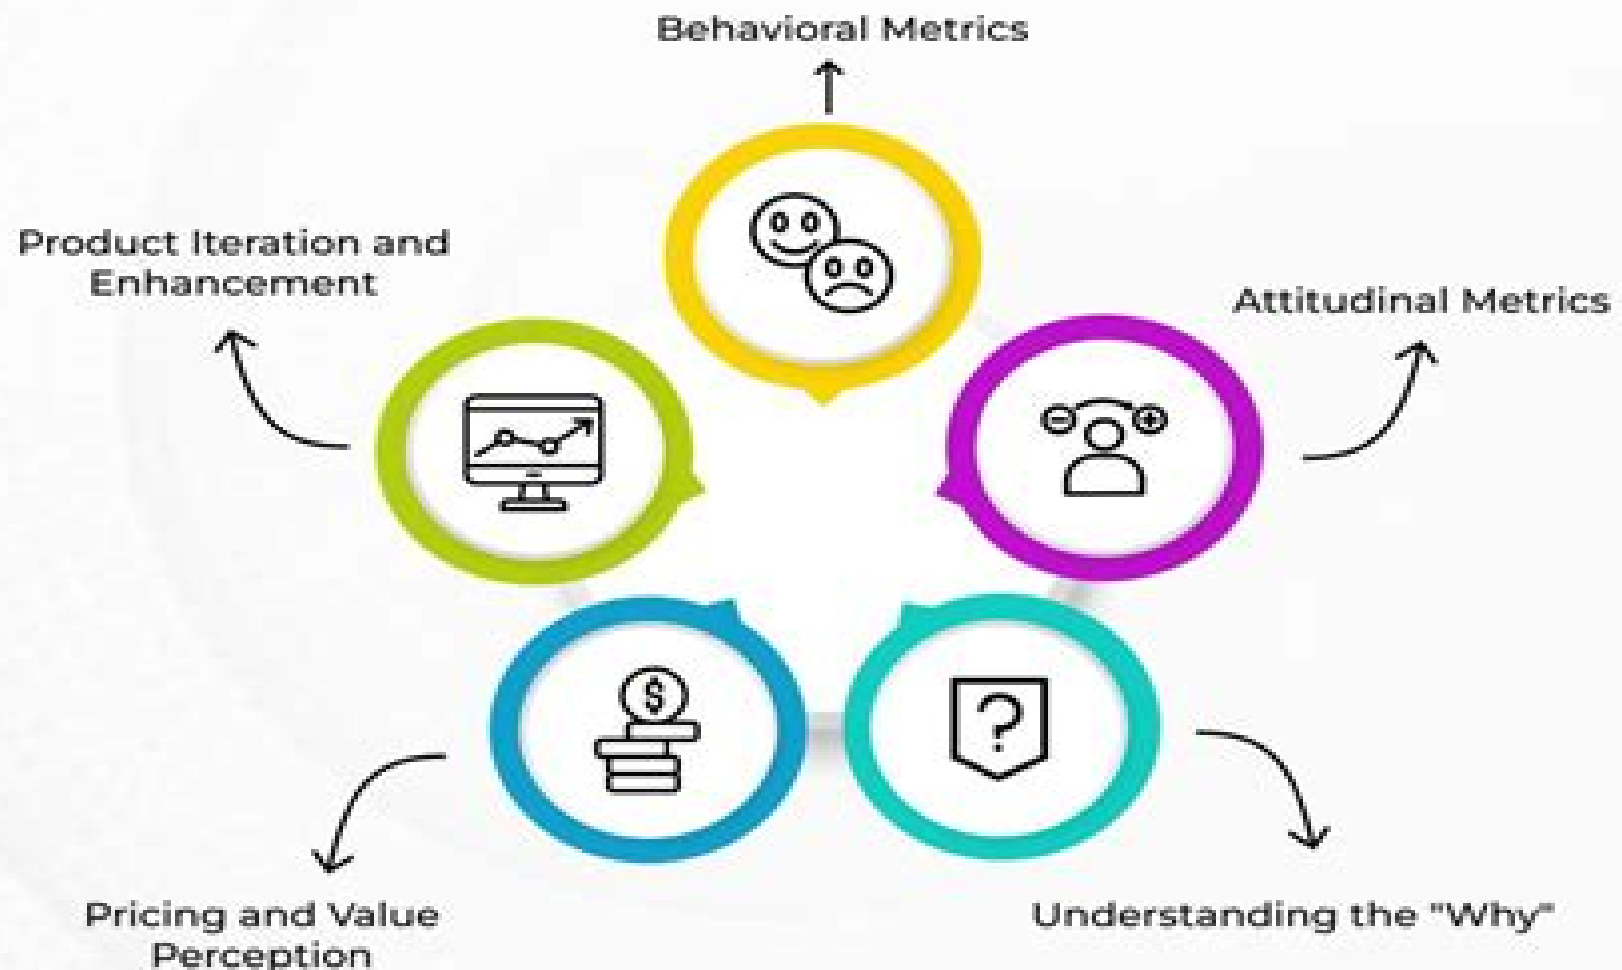 Behavioral Metrics
Product Iteration and
Enhancement
Attitudinal Metrics
$
?
Pricing and Value
Perception
Understanding the "Why"